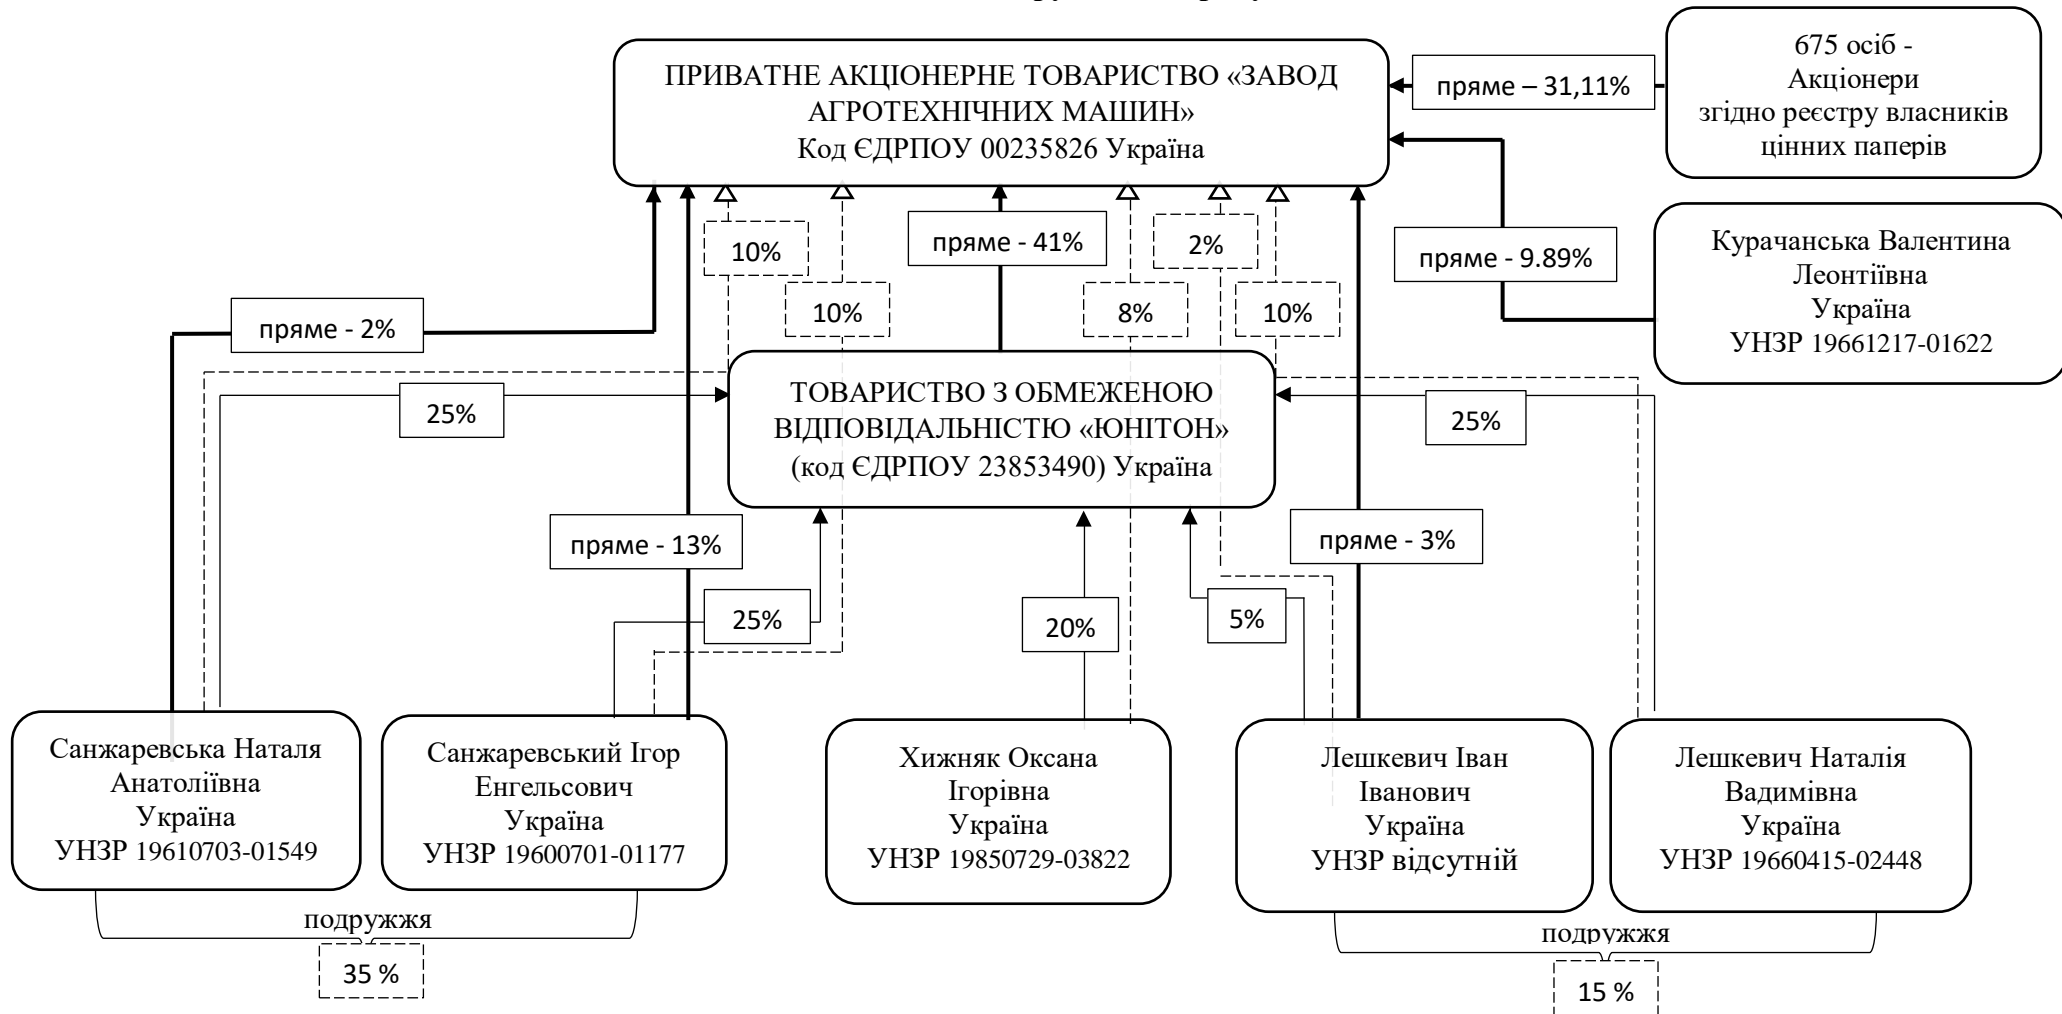 ПРИВАТНЕ АКЦІОНЕРНЕ ТОВАРИСТВО «ЗАВОД
АГРОТЕХНІЧНИХ МАШИН»
Код ЄДРПОУ 00235826 Україна
пряме – 31,11%
675 осіб -
Акціонери
згідно реєстру власників
цінних паперів
10%
пряме - 41%
2%
пряме - 9.89%
Курачанська Валентина
Леонтіївна
Україна
УНЗР 19661217-01622
пряме - 2%
10%
8%
10%
25%
ТОВАРИСТВО З ОБМЕЖЕНОЮ
ВІДПОВІДАЛЬНІСТЮ «ЮНІТОН»
(код ЄДРПОУ 23853490) Україна
25%
пряме - 13%
пряме - 3%
25%
20%
5%
Санжаревська Наталя
Анатоліївна
Україна
УНЗР 19610703-01549
Санжаревський Ігор
Енгельсович
Україна
УНЗР 19600701-01177
Хижняк Оксана
Ігорівна
Україна
УНЗР 19850729-03822
Лешкевич Іван
Іванович
Україна
УНЗР відсутній
Лешкевич Наталія
Вадимівна
Україна
УНЗР 19660415-02448
подружжя
35 %
подружжя
15 %